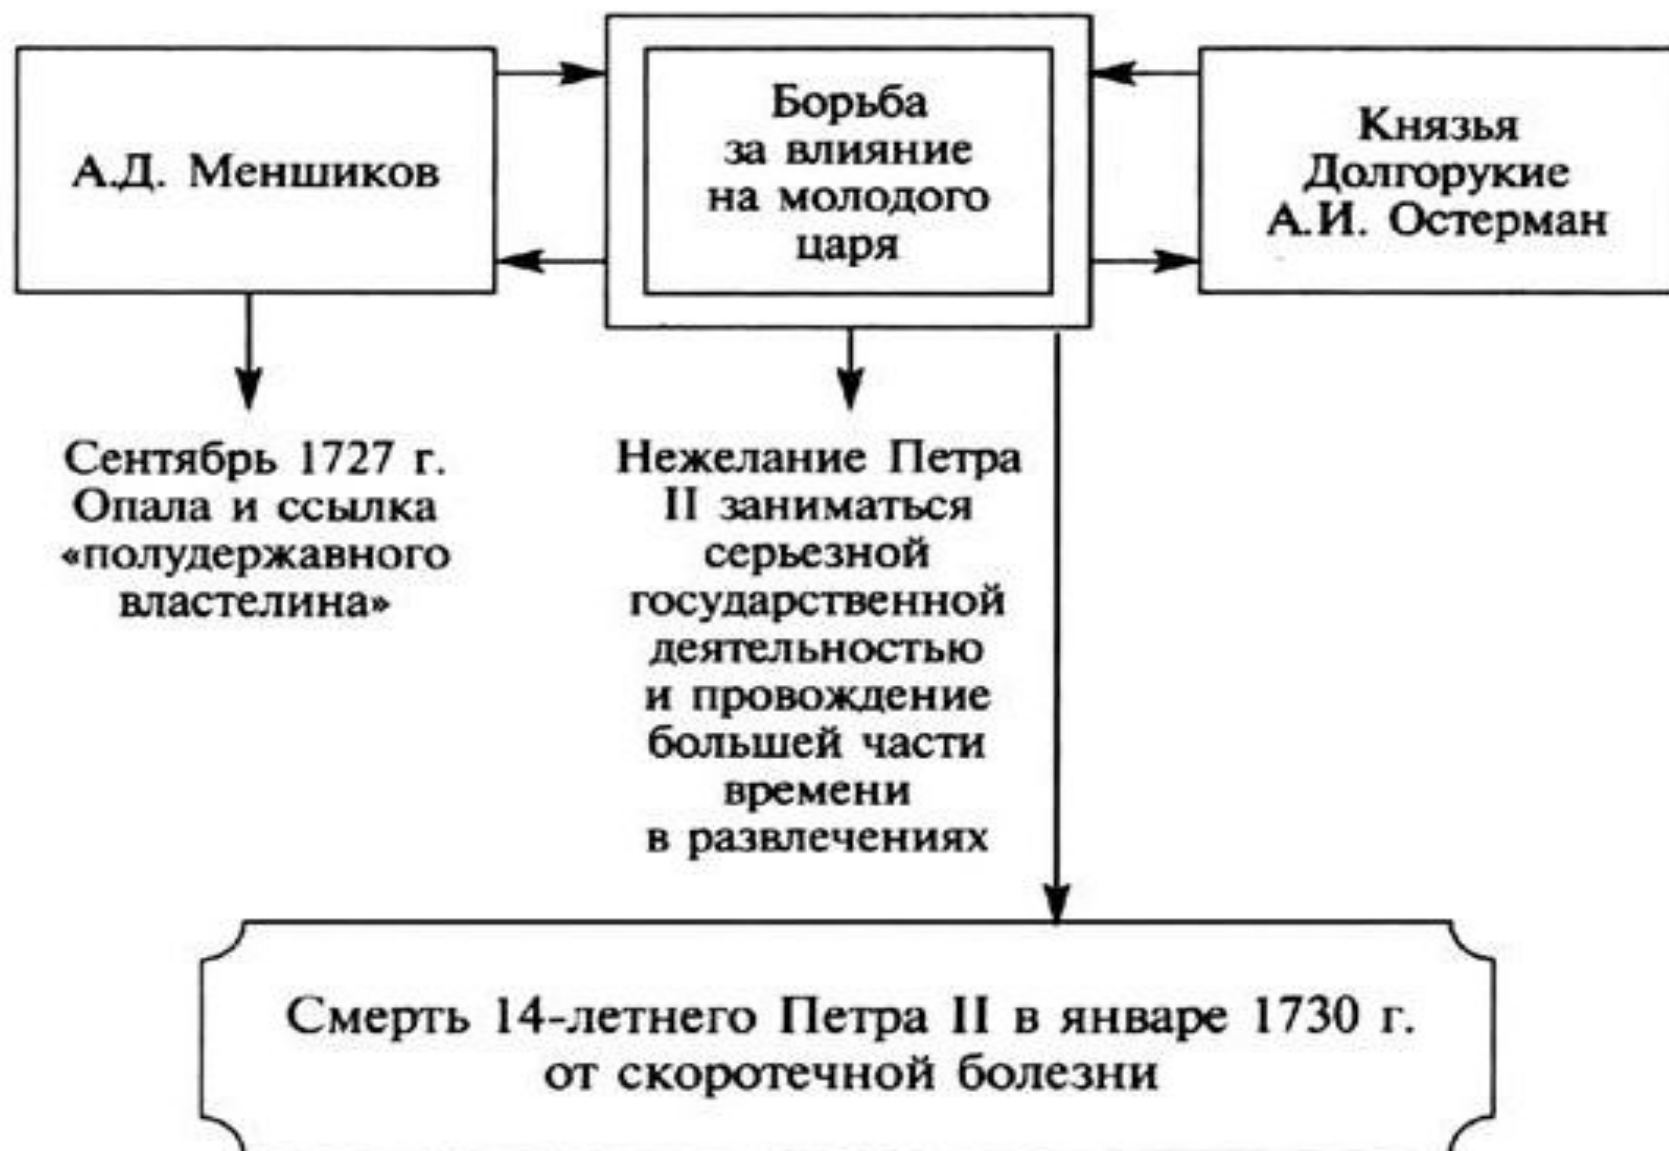 А.Д. Меншиков
Борьба
за влияние
на молодого
царя
Князья
Долгорукие
А.И. Остерман
Сентябрь 1727 г.
Опала и ссылка
«полудержавного
властелина»
Нежелание Петра
II заниматься
серьезной
государственной
деятельностью
и провождение
большей части
времени
в развлечениях
Смерть 14-летнего Петра II в январе 1730 г.
от скоротечной болезни